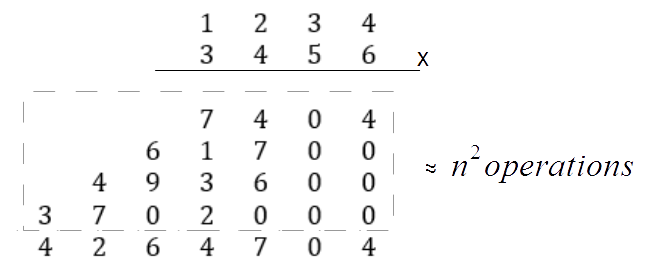 1 2 3 4
3 4 5 6 x
7 4 0 4
6 1 7 0 0
4 9 3 6 0 0
3 7 0 2 0 0 0
4 2 6 4 7 0 4
≈ n² operations